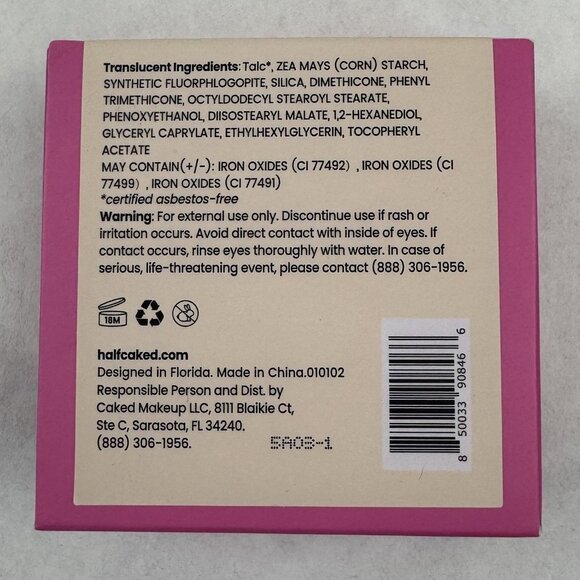 Translucent Ingredients: Talc*, ZEA MAYS (CORN) STARCH,
SYNTHETIC FLUORPHLOGOPITE, SILICA, DIMETHICONE, PHENYL
TRIMETHICONE, OCTYLDODECYL STEAROYL STEARATE,
PHENOXYETHANOL, DIISOSTEARYL MALATE, 1,2-HEXANEDIOL,
GLYCERYL CAPRYLATE, ETHYLHEXYLGLYCERIN, TOCOPHERYL
ACETATE
MAY CONTAIN(+/-): IRON OXIDES (CI 77492) , IRON OXIDES (CI
77499) , IRON OXIDES (CI 77491)
*certified asbestos-free
Warning: For external use only. Discontinue use if rash or
irritation occurs. Avoid direct contact with inside of eyes. If
contact occurs, rinse eyes thoroughly with water. In case of
serious, life-threatening event, please contact (888) 306-1956.
18M
halfcaked.com
Designed in Florida. Made in China.010102
Responsible Person and Dist. by
Caked Makeup LLC, 8111 Blaikie Ct,
Ste C, Sarasota, FL 34240.
(888) 306-1956.
5A03-1
8 50033 90846 6